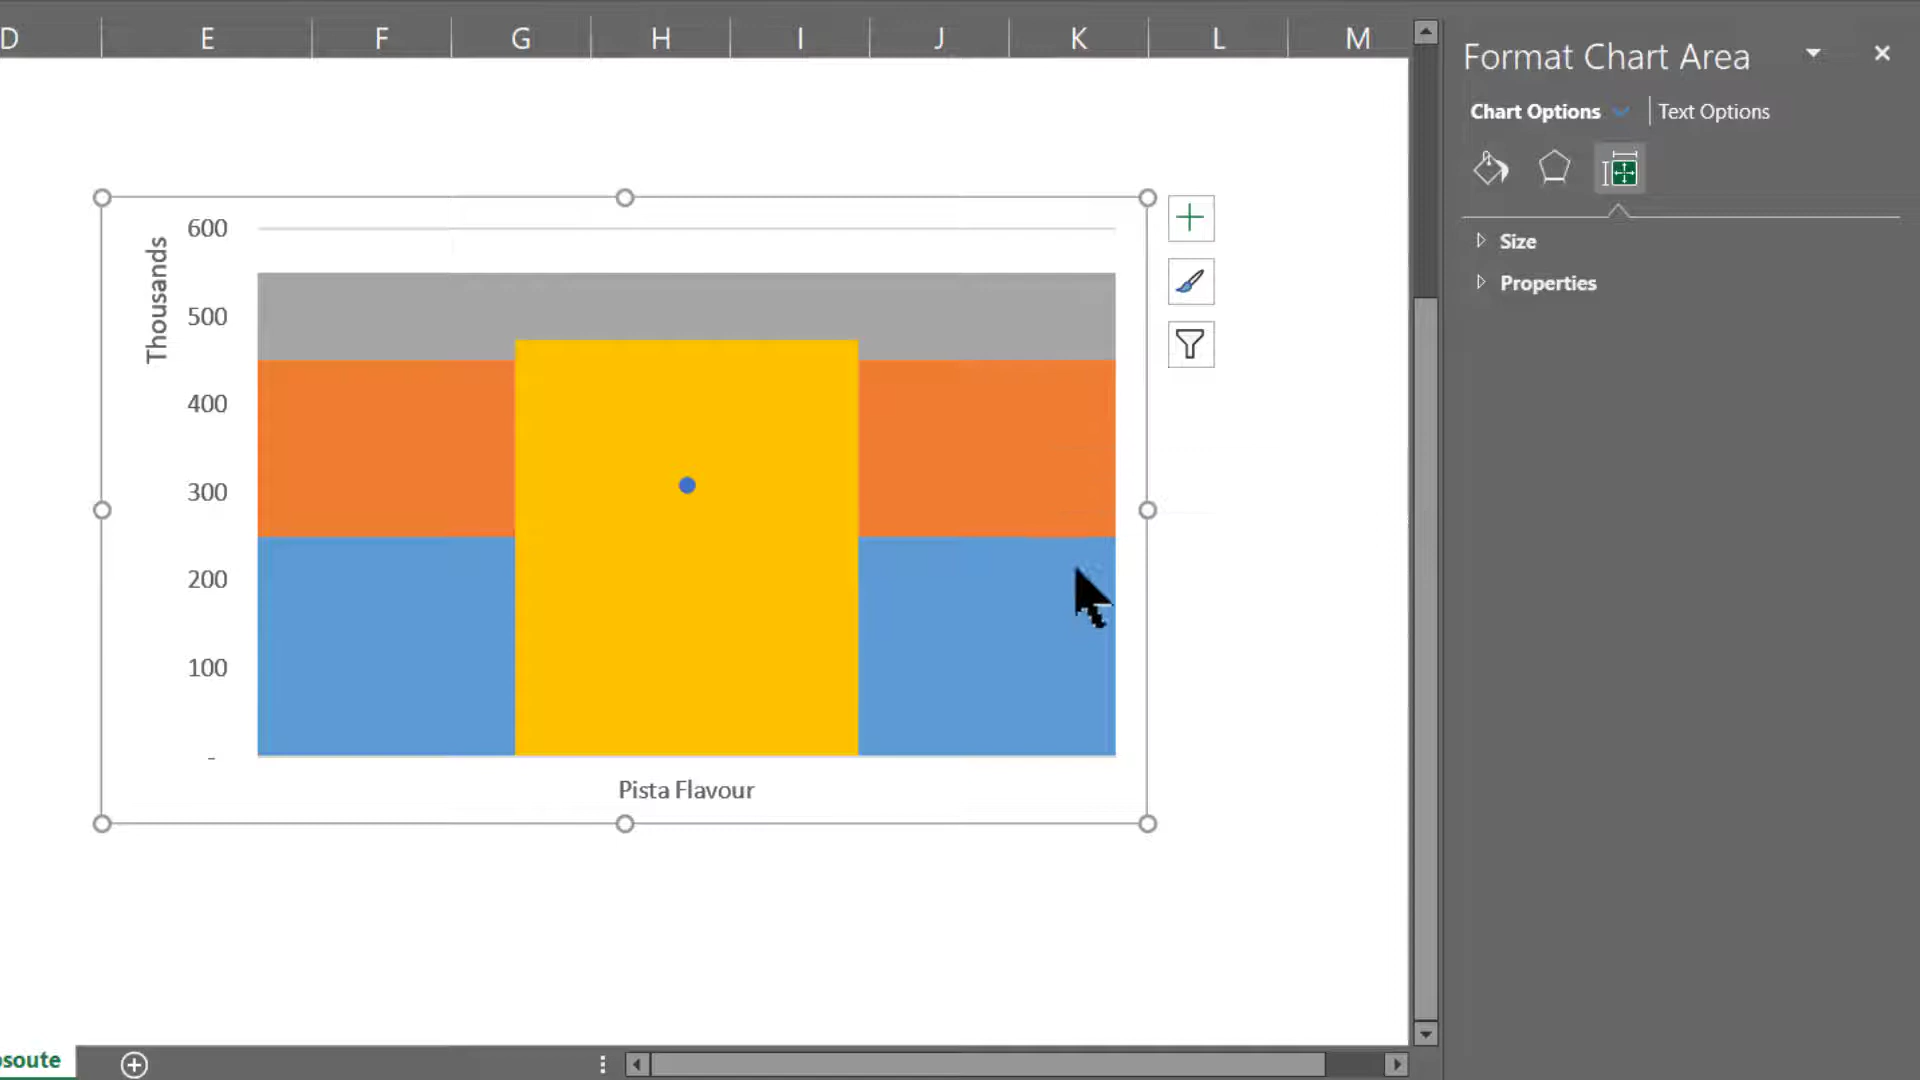 D E F G H I J K L M
Format Chart Area
Chart Options
Text Options
Size
Properties
Thousands
600
500
400
300
200
100
-
Pista Flavour
soute